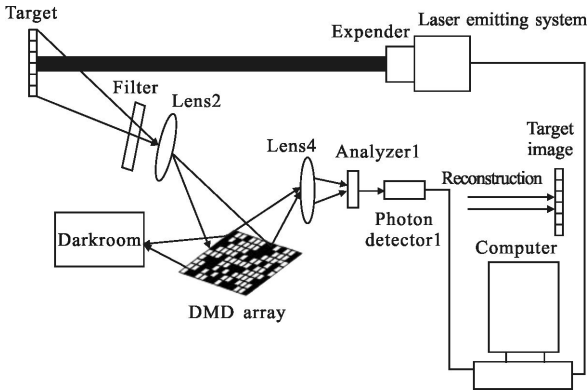 Target
Laser emitting system
Expender
Filter
Lens2
Lens4
Analyzer1
Target
image
Reconstruction
Photon
detector1
Darkroom
Computer
DMD array